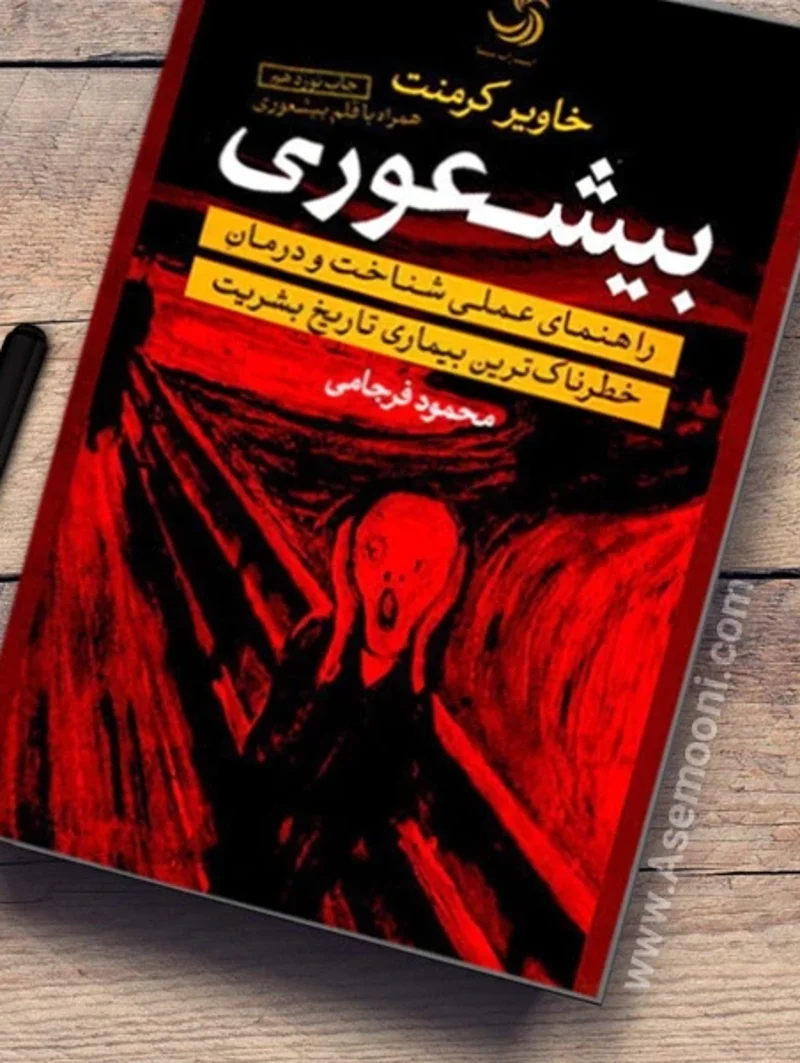 خاویر کرمنت
چاپ نوزدهم
همراه با قلم بیشعوری
بیشعوری
راهنمای عملی شناخت و درمان
خطرناک‌ترین بیماری تاریخ بشریت
محمود فرجامی
www.Asemooni.com